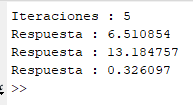 Iteraciones : 5
Respuesta : 6.510854
Respuesta : 13.184757
Respuesta : 0.326097
>>